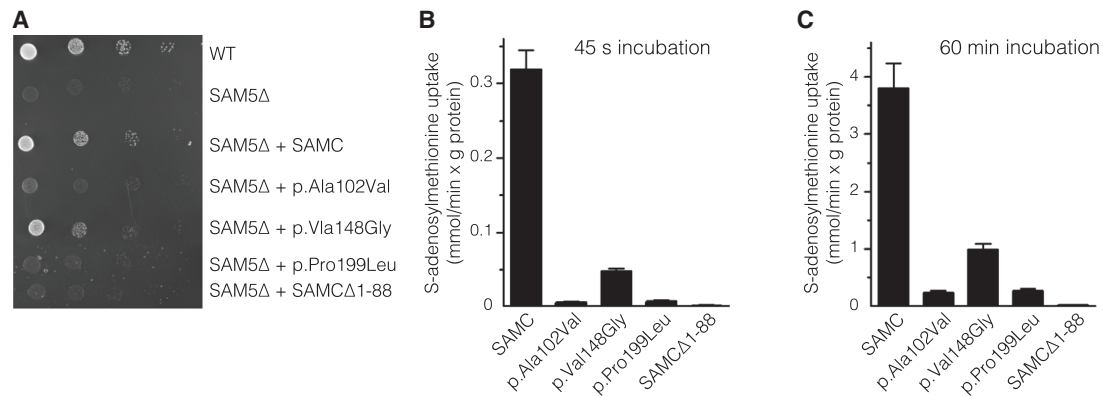 A
WT
SAM5Δ
SAM5Δ + SAMC
SAM5Δ + p.Ala102Val
SAM5Δ + p.Vla148Gly
SAM5Δ + p.Pro199Leu
SAM5Δ + SAMCΔ1-88
B
45 s incubation
S-adenosylmethionine uptake
(mmol/min x g protein)
0.3
0.2
0.1
0
SAMC
p.Ala102Val
p.Val148Gly
p.Pro199Leu
SAMCΔ1-88
C
60 min incubation
S-adenosylmethionine uptake
(mmol/min x g protein)
4
3
2
1
0
SAMC
p.Ala102Val
p.Val148Gly
p.Pro199Leu
SAMCΔ1-88